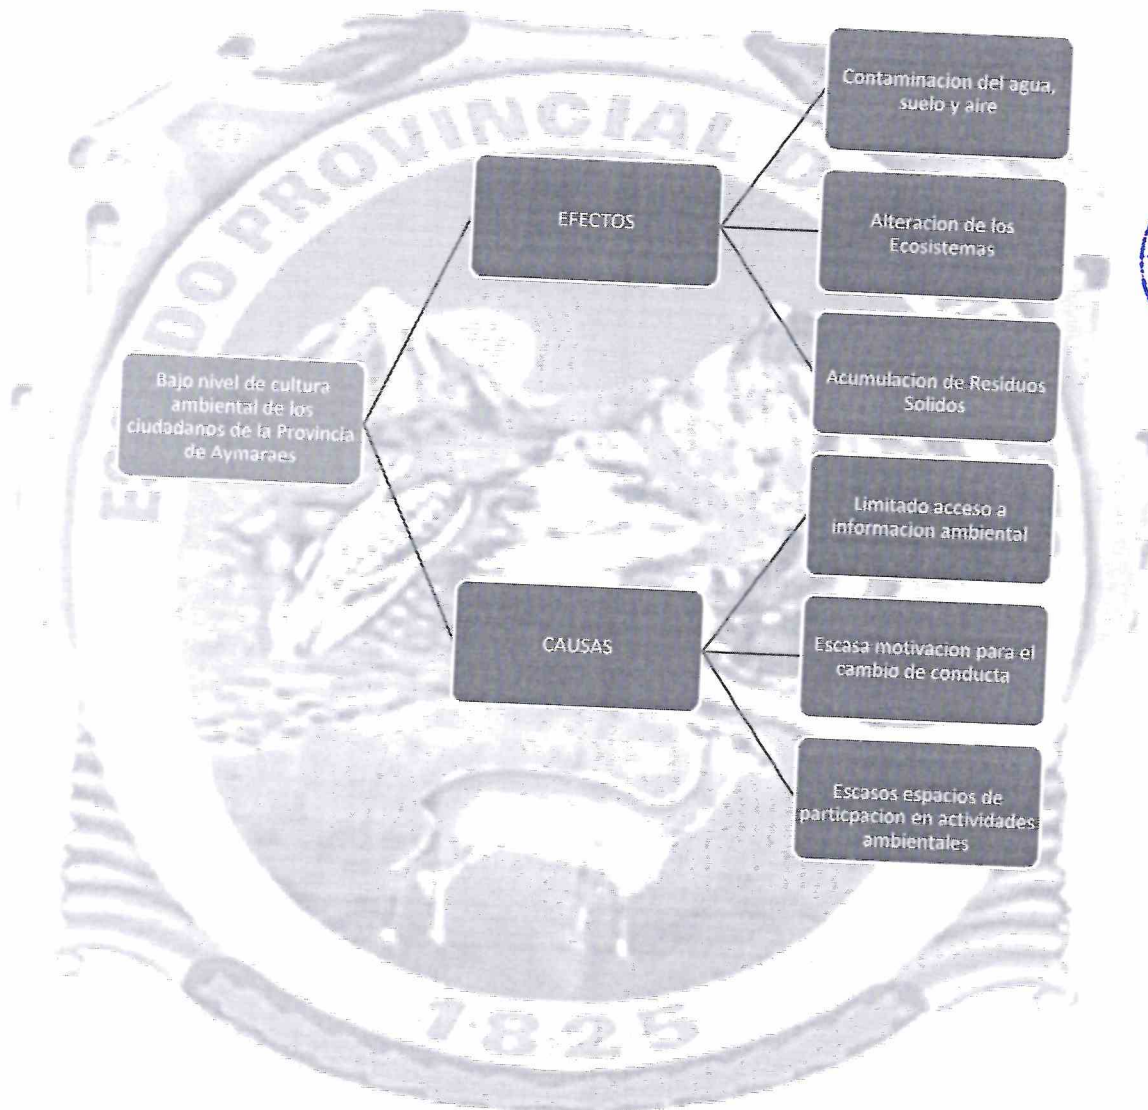 Contaminacion del agua,
suelo y aire
EFECTOS
Alteracion de los
Ecosistemas
Acumulacion de Residuos
Solidos
Bajo nivel de cultura
ambiental de los
ciudadanos de la Provincia
de Aymaraes
Limitado acceso a
informacion ambiental
CAUSAS
Escasa motivacion para el
cambio de conducta
Escasos espacios de
particpacion en actividades
ambientales
PROVINCIAL D
1825